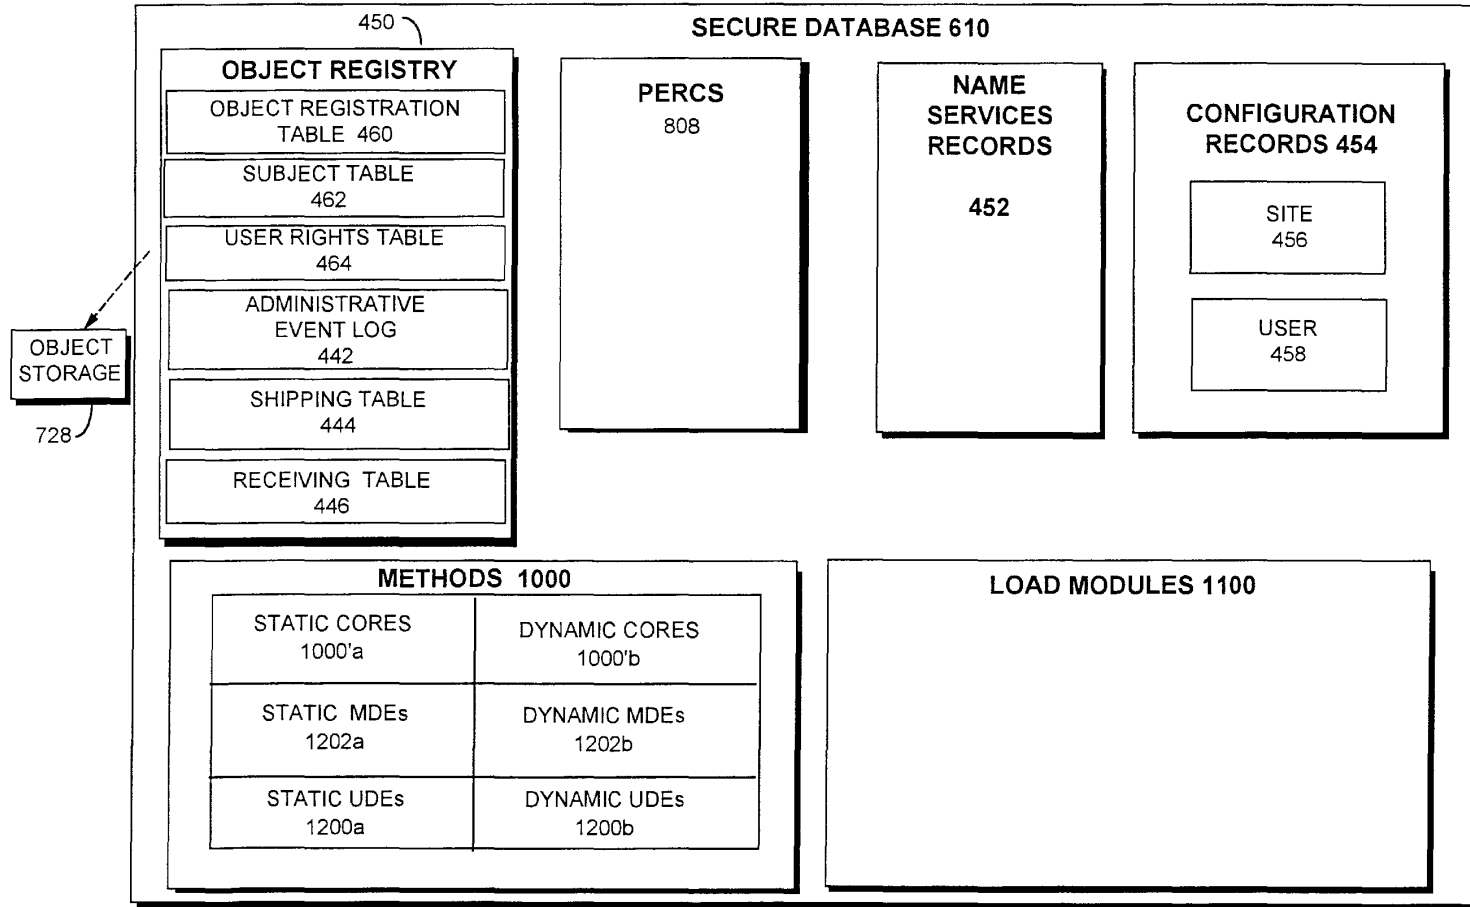 SECURE DATABASE 610
450
OBJECT REGISTRY
OBJECT REGISTRATION
TABLE 460
SUBJECT TABLE
462
USER RIGHTS TABLE
464
ADMINISTRATIVE
EVENT LOG
442
SHIPPING TABLE
444
RECEIVING TABLE
446
OBJECT
STORAGE
728
PERCS
808
NAME
SERVICES
RECORDS
452
CONFIGURATION
RECORDS 454
SITE
456
USER
458
METHODS 1000
STATIC CORES
1000'a
DYNAMIC CORES
1000'b
STATIC MDEs
1202a
DYNAMIC MDEs
1202b
STATIC UDEs
1200a
DYNAMIC UDEs
1200b
LOAD MODULES 1100